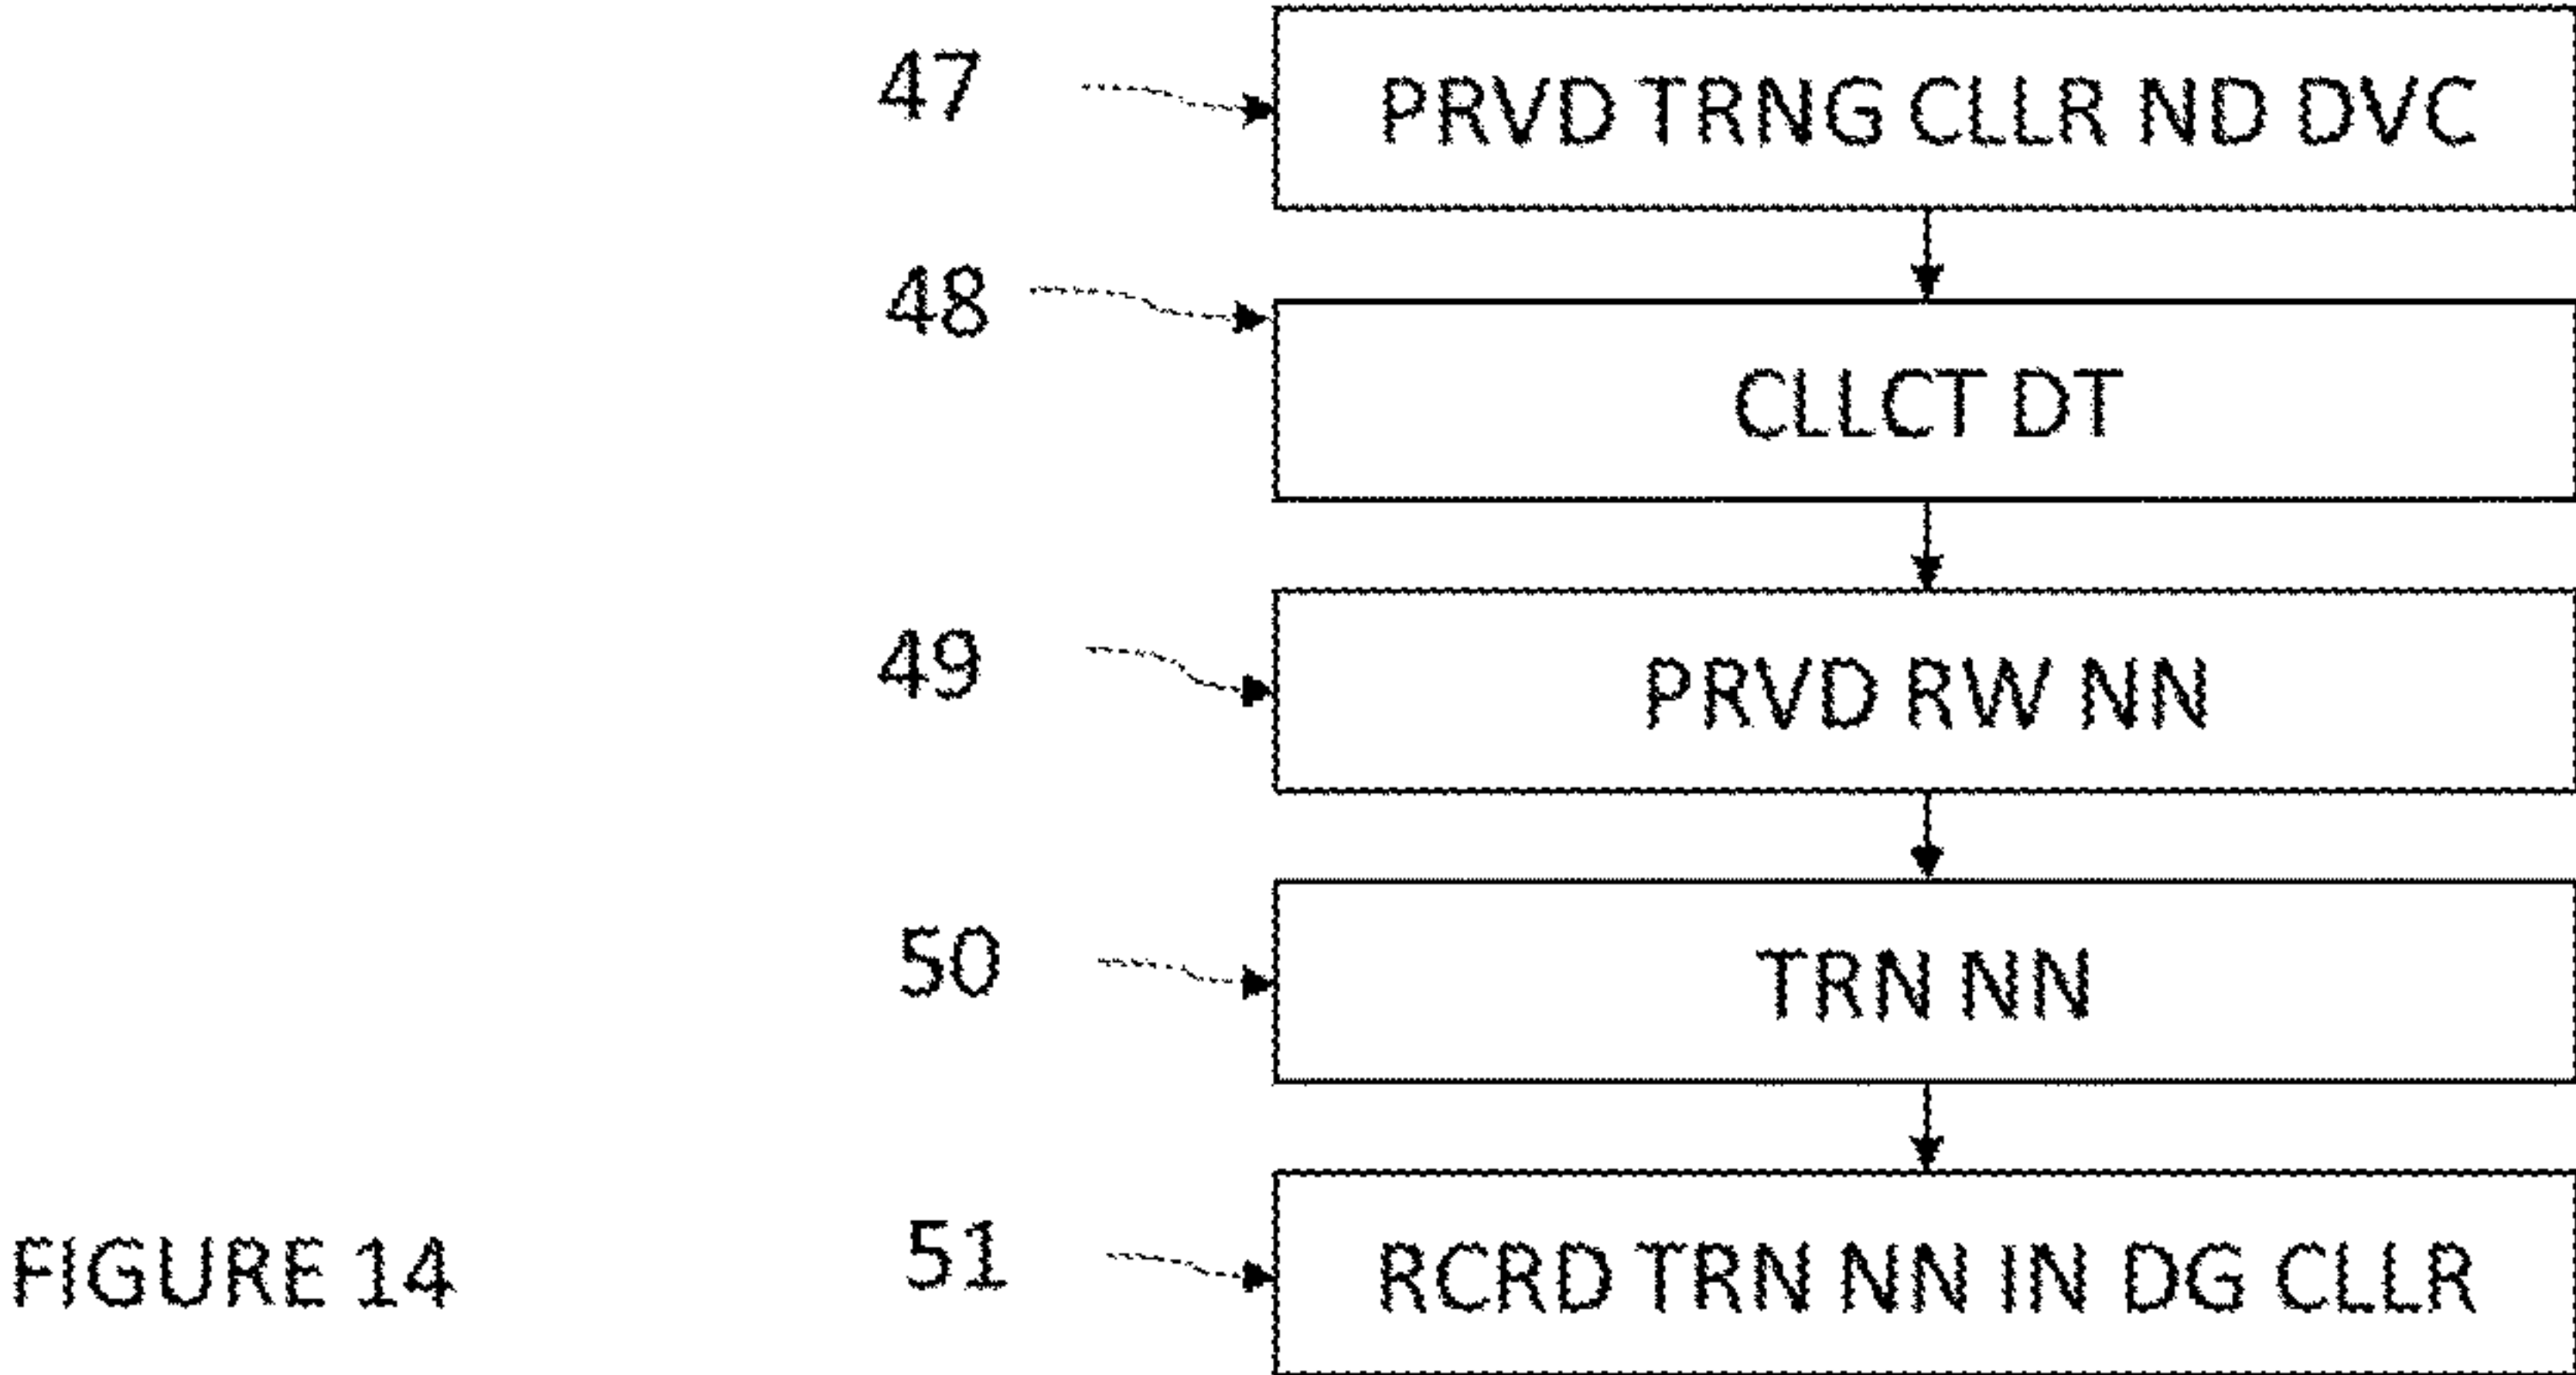 47 PRVD TRNG CLLR ND DVC
48 CLLCT DT
49 PRVD RW NN
50 TRN NN
51 RCRD TRN NN IN DG CLLR
FIGURE 14